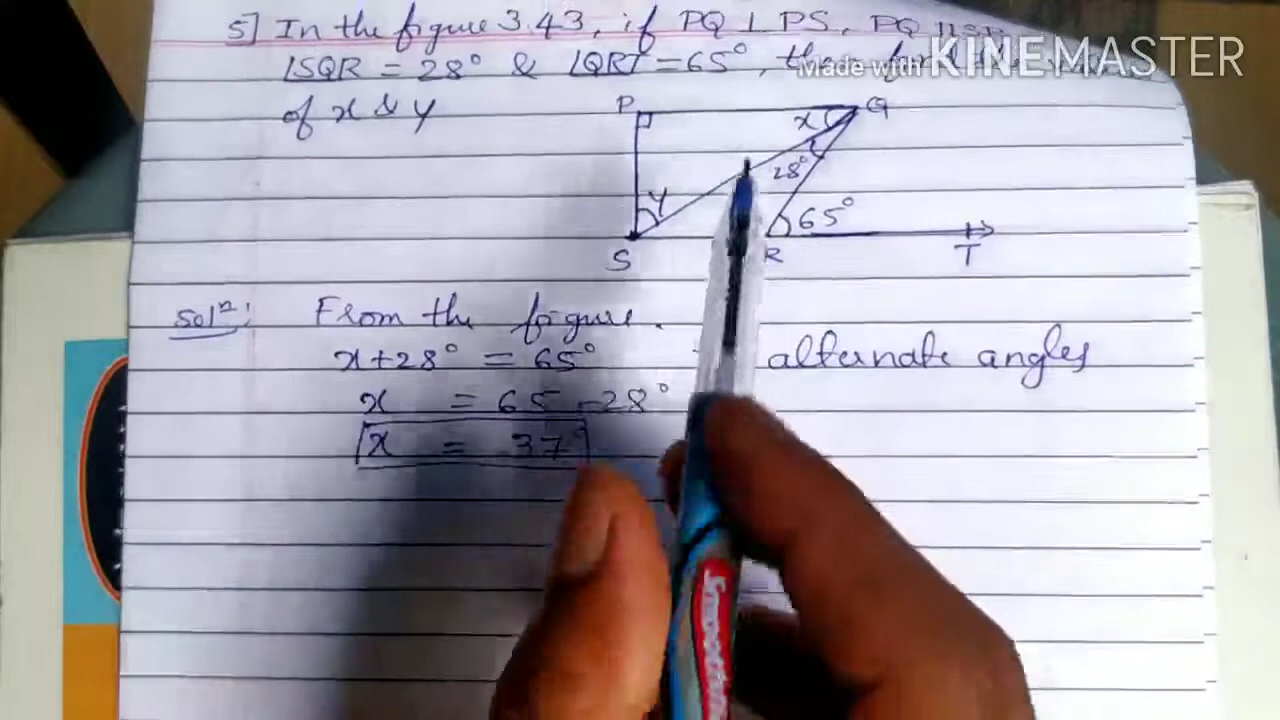 5] In the figure 3.43, if PQ ⊥ PS, PQ ||
∠SQR = 28° & ∠QRT = 65°,
of x & y
Made with KINEMASTER
P
Q
x
28°
y
65°
S
R
T
Solⁿ:
From the figure.
x+28° = 65°
alternate angles
x = 65 - 28°
x = 37
Smooth